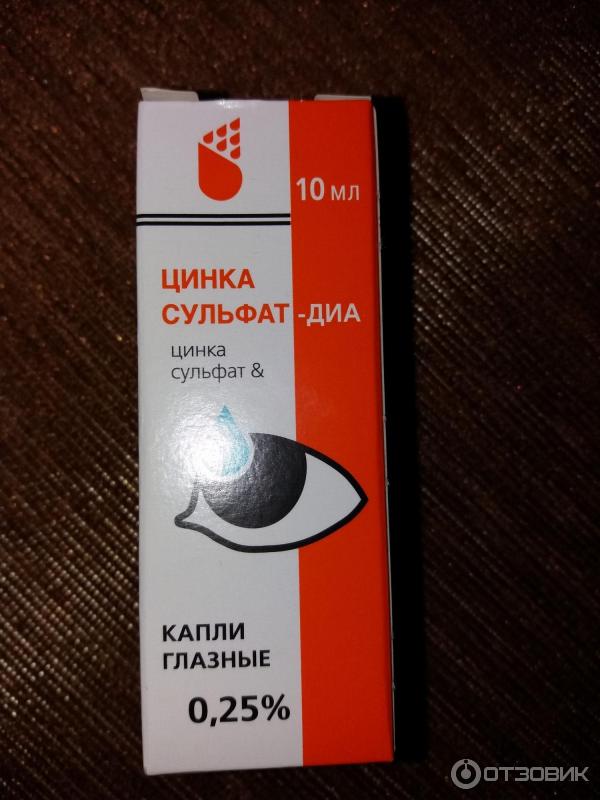 10 мл
ЦИНКА
СУЛЬФАТ-ДИА
цинка
сульфат &
КАПЛИ
ГЛАЗНЫЕ
0,25%
ОТЗОВИК